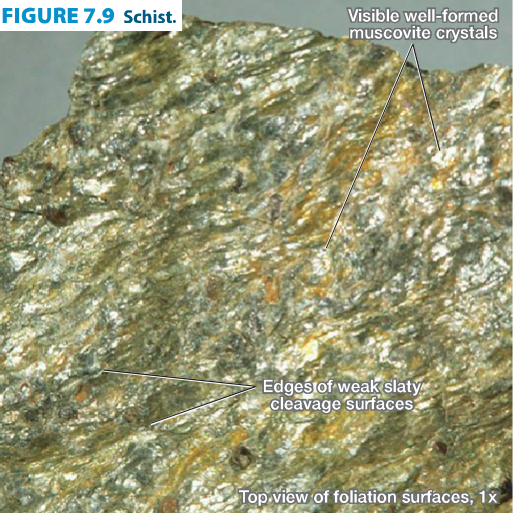 FIGURE 7.9 Schist.
Visible well-formed
muscovite crystals
Edges of weak slaty
cleavage surfaces
Top view of foliation surfaces, 1x